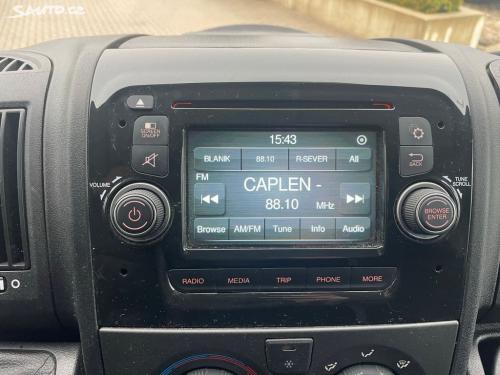 Sauto.cz
15:43
SCREEN ON/OFF
BLANIK 88.10 R-SEVER All
FM
CAPLEN -
88.10 MHz
BACK
VOLUME
TUNE SCROLL
BROWSE ENTER
Browse AM/FM Tune Info Audio
RADIO MEDIA TRIP PHONE MORE